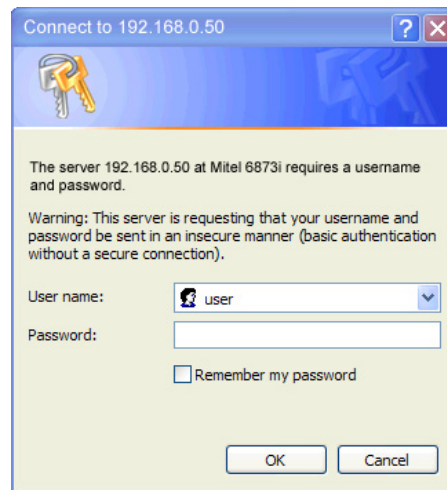 Connect to 192.168.0.50
?
X
The server 192.168.0.50 at Mitel 6873i requires a username
and password.
Warning: This server is requesting that your username and
password be sent in an insecure manner (basic authentication
without a secure connection).
User name:
user
Password:
Remember my password
OK
Cancel